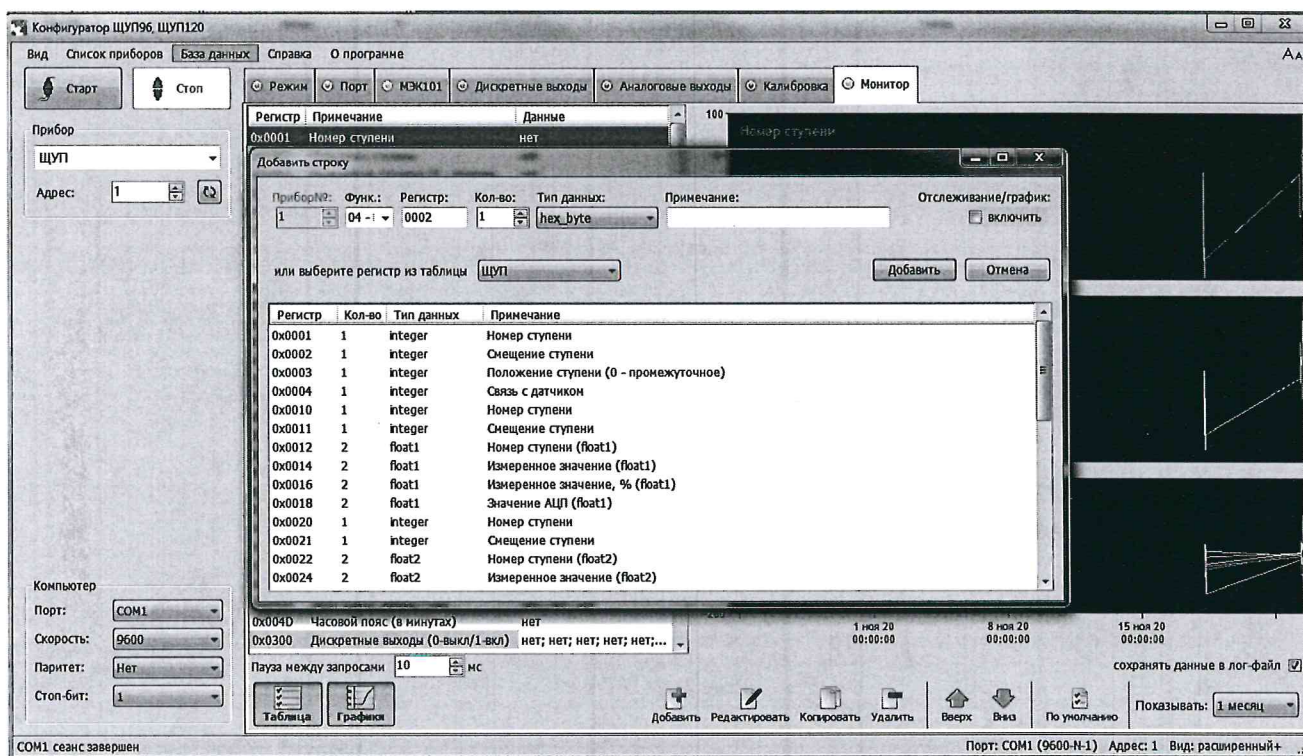 Конфигуратор ЩУП96, ЩУП120
Вид Список приборов База данных Справка О программе
Старт Стоп
Режим Порт МЭК101 Дискретные выходы Аналоговые выходы Калибровка Монитор
Прибор
ЩУП
Адрес: 1
Регистр Примечание Данные
0x0001 Номер ступени нет
100
Номер ступени
Добавить строку
Прибор№: Функ.: Регистр: Кол-во: Тип данных: Примечание: Отслеживание/график:
1 04 - 0002 1 hex_byte включить
или выберите регистр из таблицы ЩУП Добавить Отмена
Регистр Кол-во Тип данных Примечание
0x0001 1 integer Номер ступени
0x0002 1 integer Смещение ступени
0x0003 1 integer Положение ступени (0 - промежуточное)
0x0004 1 integer Связь с датчиком
0x0010 1 integer Номер ступени
0x0011 1 integer Смещение ступени
0x0012 2 float1 Номер ступени (float1)
0x0014 2 float1 Измеренное значение (float1)
0x0016 2 float1 Измеренное значение, % (float1)
0x0018 2 float1 Значение АЦП (float1)
0x0020 1 integer Номер ступени
0x0021 1 integer Смещение ступени
0x0022 2 float2 Номер ступени (float2)
0x0024 2 float2 Измеренное значение (float2)
0x004D Часовой пояс (в минутах) нет
0x0300 Дискретные выходы (0-выкл/1-вкл) нет; нет; нет; нет; нет;...
1 ноя 20 8 ноя 20 15 ноя 20
00:00:00 00:00:00 00:00:00
Пауза между запросами 10 мс
сохранять данные в лог-файл
Компьютер
Порт: COM1
Скорость: 9600
Паритет: Нет
Стоп-бит: 1
Таблица Графики Добавить Редактировать Копировать Удалить Вверх Вниз По умолчанию Показывать: 1 месяц
COM1 сеанс завершен Порт: COM1 (9600-N-1) Адрес: 1 Вид: расширенный+